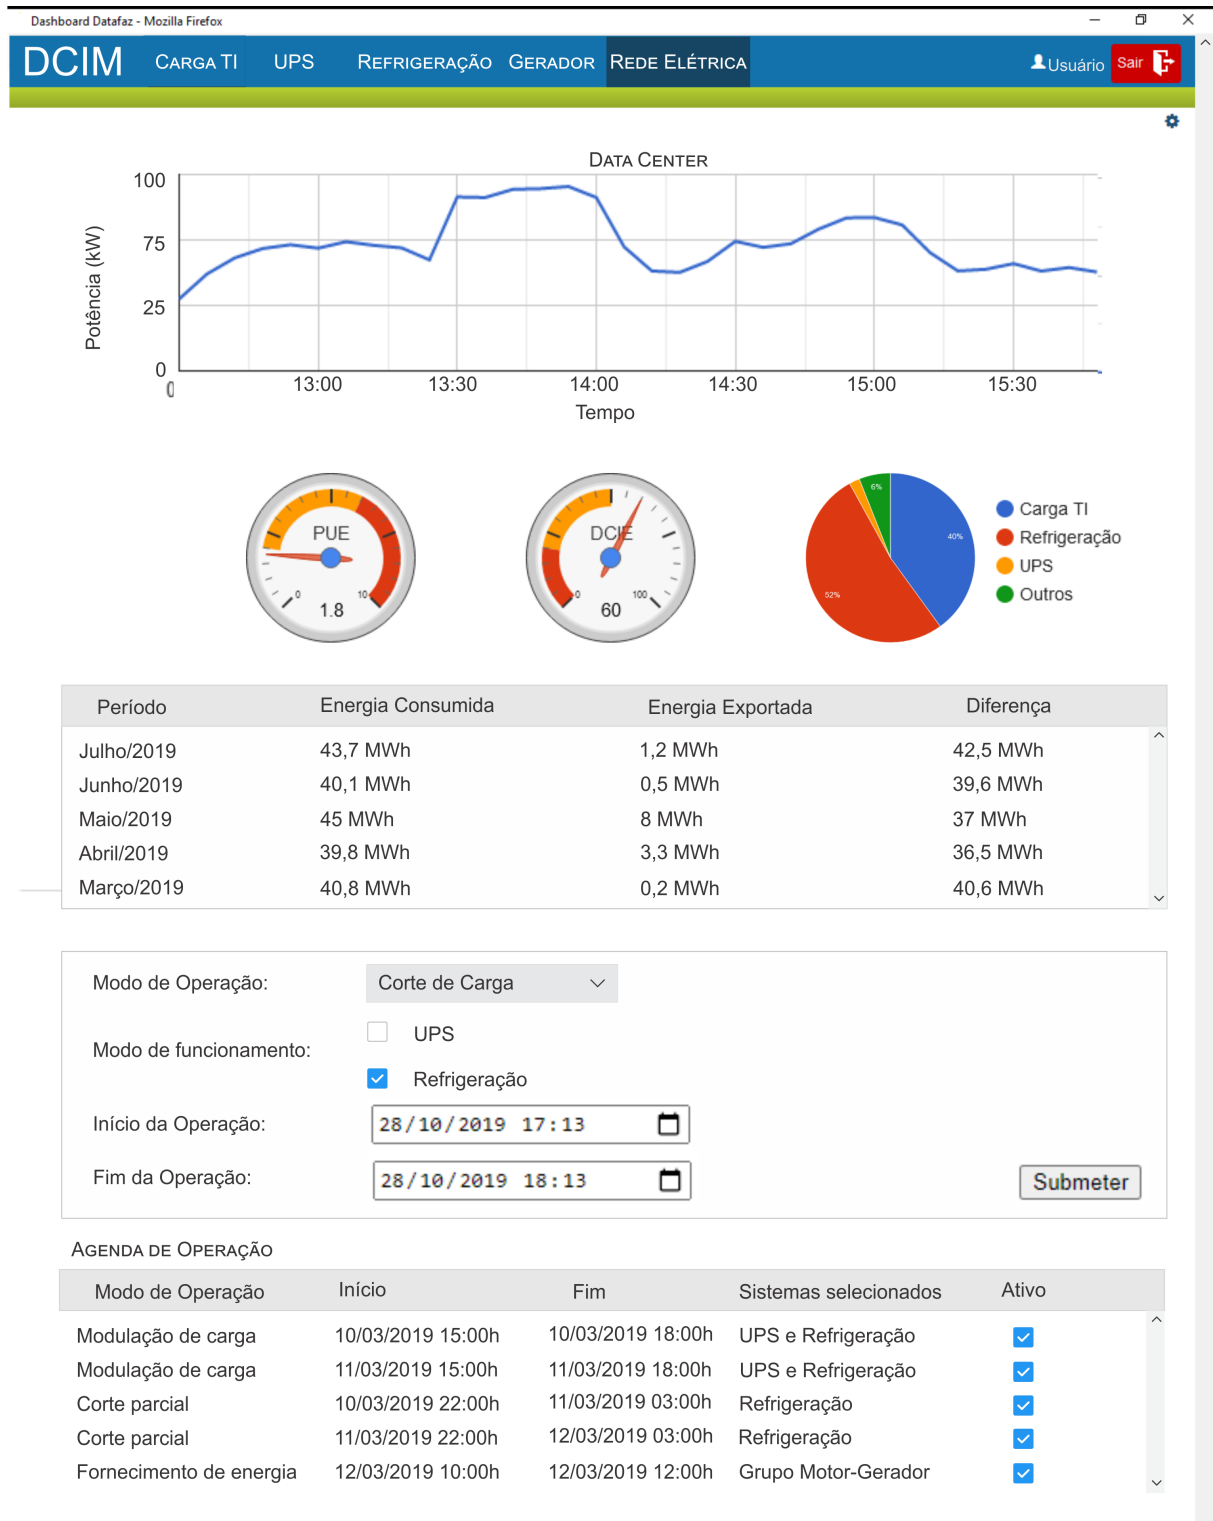 Dashboard Datafaz - Mozilla Firefox
DCIM CARGA TI UPS REFRIGERAÇÃO GERADOR REDE ELÉTRICA Usuário Sair
DATA CENTER
Potência (kW)
100
75
25
0
0 13:00 13:30 14:00 14:30 15:00 15:30
Tempo
PUE
0 10
1.8
DCIE
0 100
60
6%
40%
52%
Carga TI
Refrigeração
UPS
Outros
Período Energia Consumida Energia Exportada Diferença
Julho/2019 43,7 MWh 1,2 MWh 42,5 MWh
Junho/2019 40,1 MWh 0,5 MWh 39,6 MWh
Maio/2019 45 MWh 8 MWh 37 MWh
Abril/2019 39,8 MWh 3,3 MWh 36,5 MWh
Março/2019 40,8 MWh 0,2 MWh 40,6 MWh
Modo de Operação: Corte de Carga
Modo de funcionamento: UPS
Refrigeração
Início da Operação: 28/10/2019 17:13
Fim da Operação: 28/10/2019 18:13
Submeter
AGENDA DE OPERAÇÃO
Modo de Operação Início Fim Sistemas selecionados Ativo
Modulação de carga 10/03/2019 15:00h 10/03/2019 18:00h UPS e Refrigeração
Modulação de carga 11/03/2019 15:00h 11/03/2019 18:00h UPS e Refrigeração
Corte parcial 10/03/2019 22:00h 11/03/2019 03:00h Refrigeração
Corte parcial 11/03/2019 22:00h 12/03/2019 03:00h Refrigeração
Fornecimento de energia 12/03/2019 10:00h 12/03/2019 12:00h Grupo Motor-Gerador